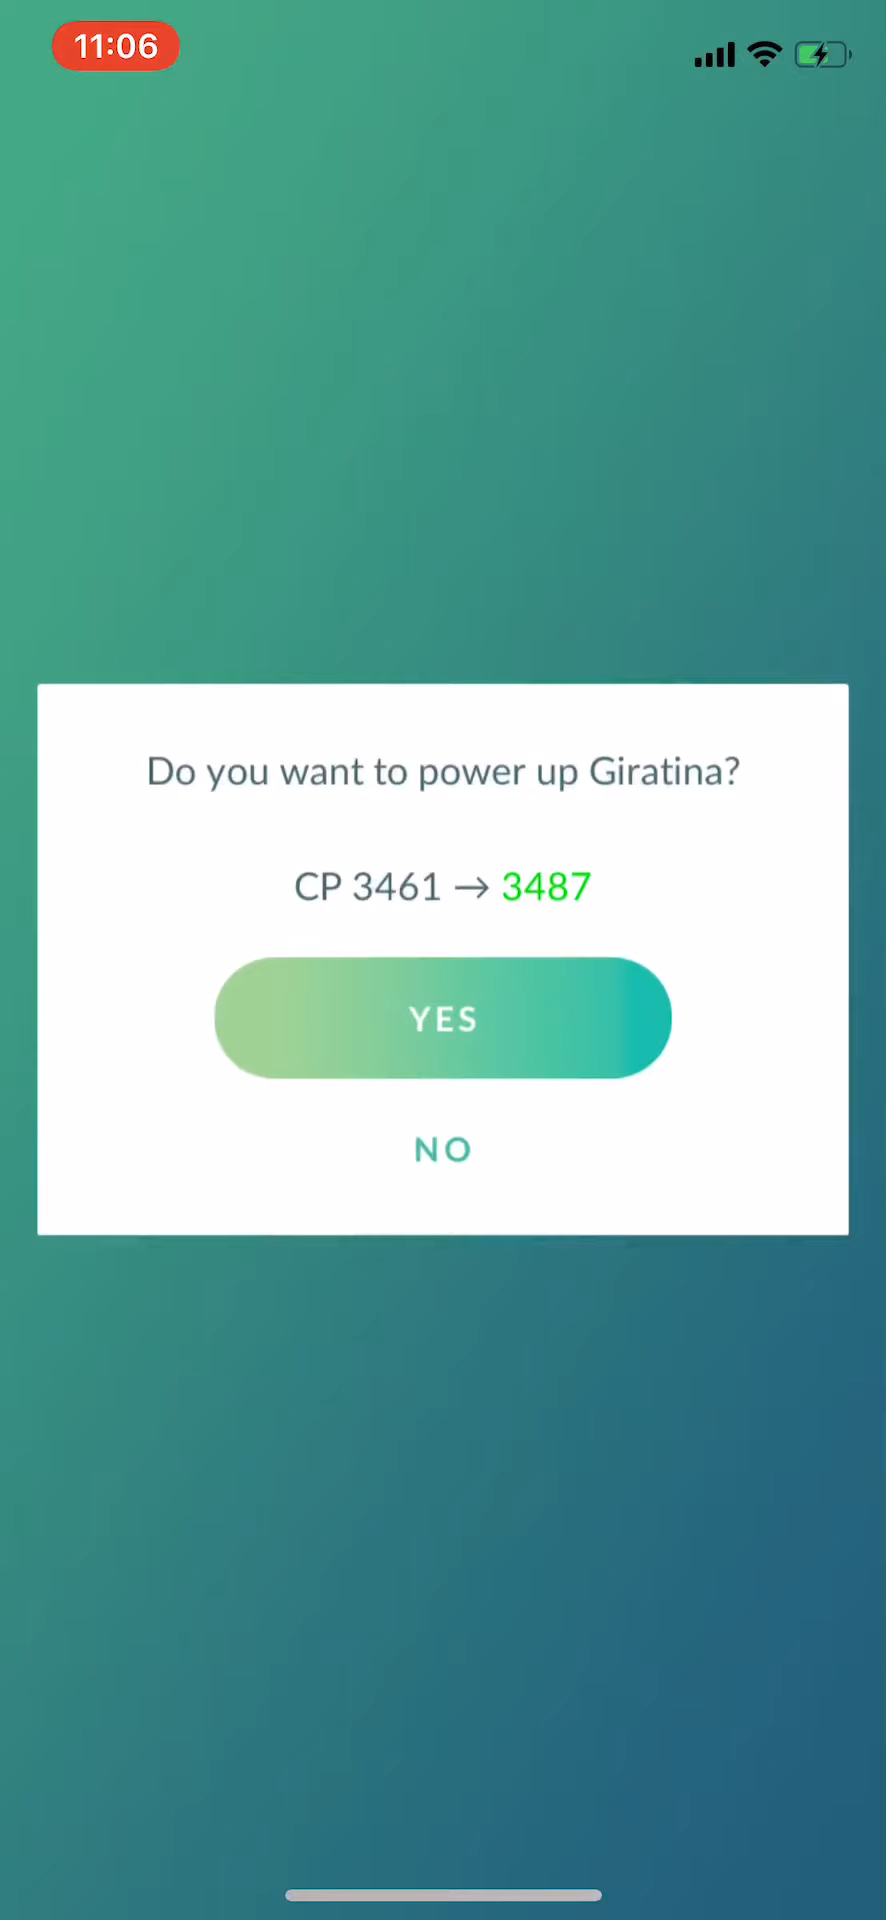 11:06
Do you want to power up Giratina?
CP 3461 → 3487
YES
NO